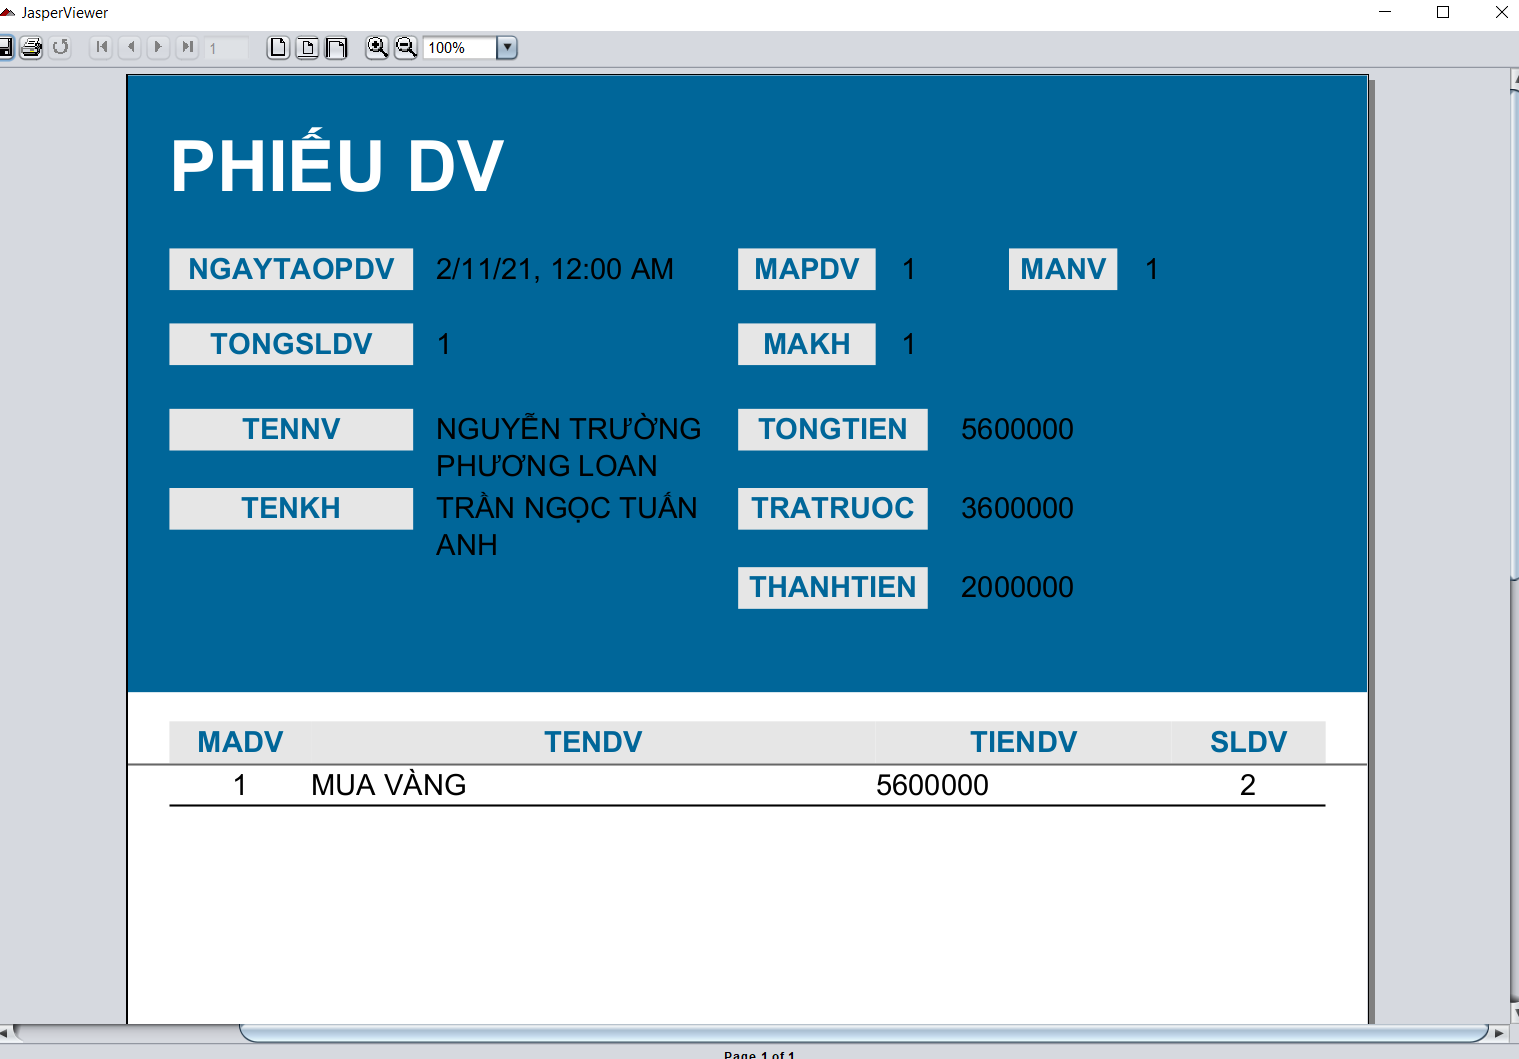 JasperViewer
1
100%
PHIẾU DV
NGAYTAOPDV 2/11/21, 12:00 AM MAPDV 1 MANV 1
TONGSLDV 1 MAKH 1
TENNV NGUYỄN TRƯỜNG PHƯƠNG LOAN TONGTIEN 5600000
TENKH TRẦN NGỌC TUẤN ANH TRATRUOC 3600000
THANHTIEN 2000000
MADV TENDV TIENDV SLDV
1 MUA VÀNG 5600000 2
Page 1 of 1